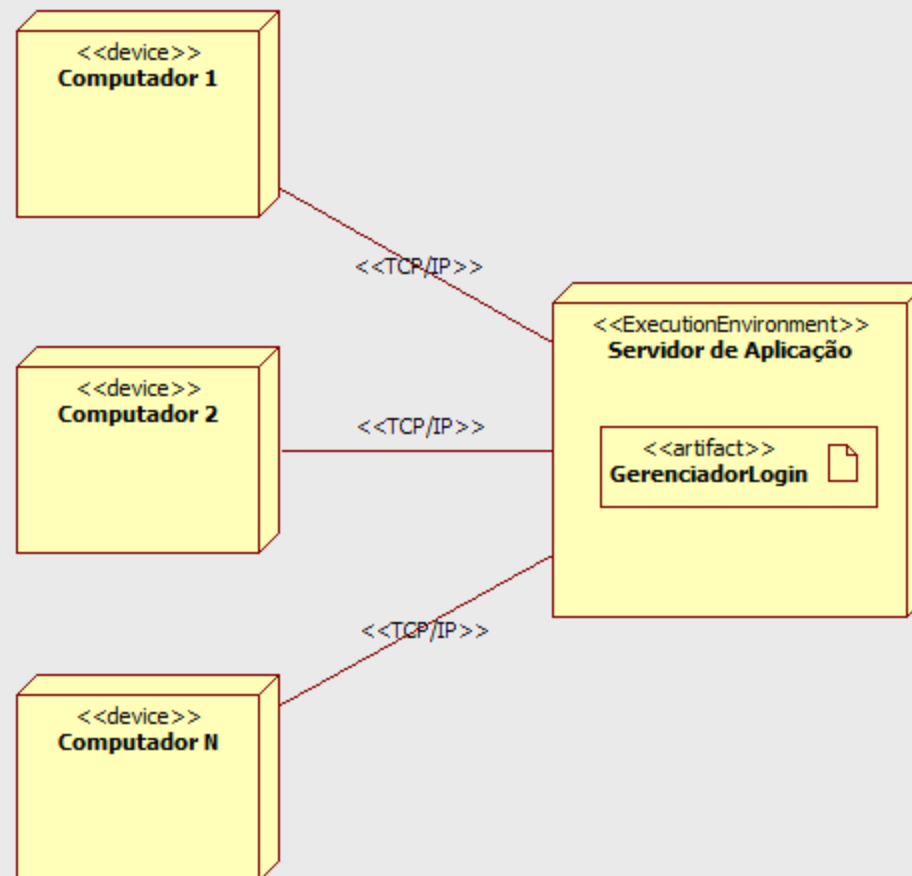 <<device>>
Computador 1
<<TCP/IP>>
<<ExecutionEnvironment>>
Servidor de Aplicação
<<device>>
Computador 2
<<TCP/IP>>
<<artifact>>
GerenciadorLogin
<<TCP/IP>>
<<device>>
Computador N